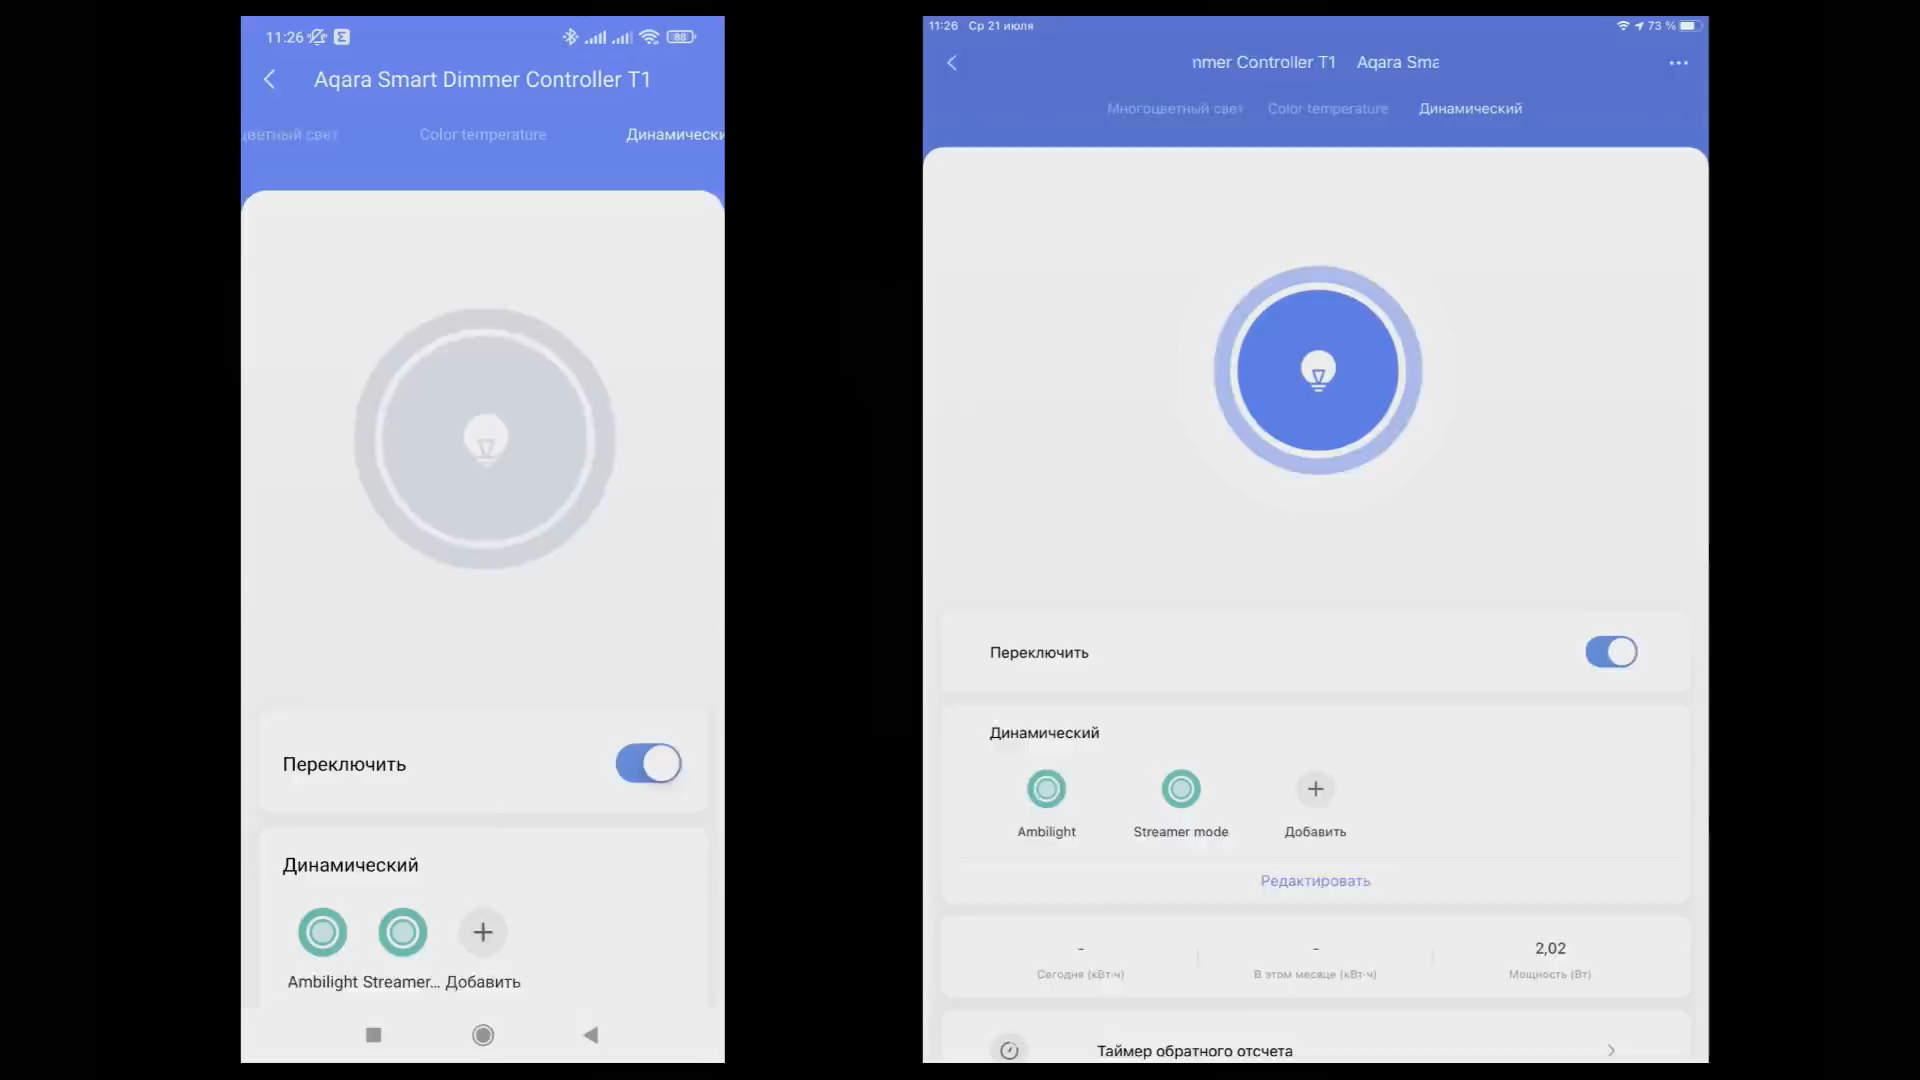 11:26
88
Aqara Smart Dimmer Controller T1
цветный свет Color temperature Динамически
Переключить
Динамический
Ambilight Streamer... Добавить
11:26 Ср 21 июля
73 %
nmer Controller T1 Aqara Sma
Многоцветный свет Color temperature Динамический
Переключить
Динамический
Ambilight Streamer mode Добавить
Редактировать
- - 2,02
Сегодня (кВт·ч) В этом месяце (кВт·ч) Мощность (Вт)
Таймер обратного отсчета